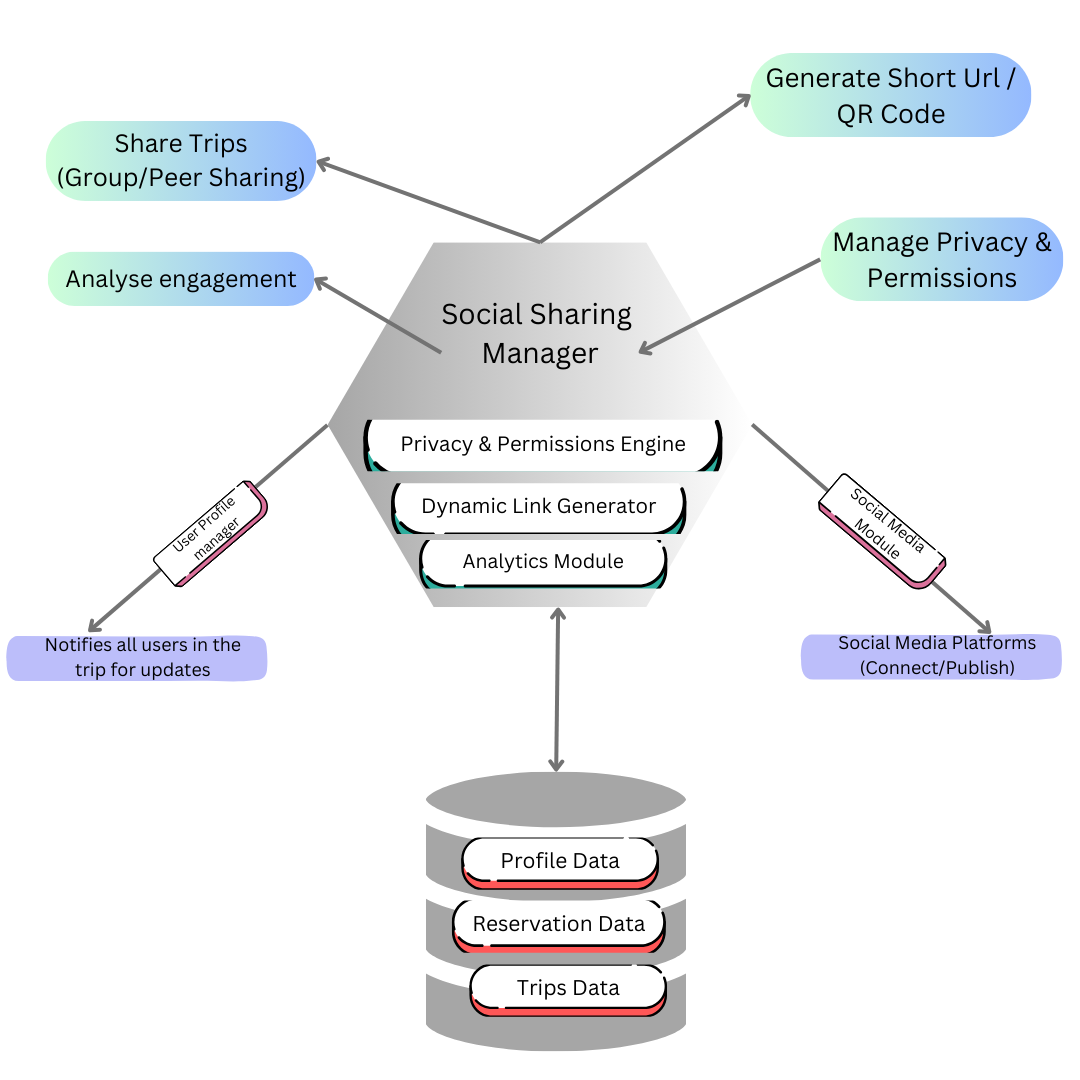 Generate Short Url /
QR Code
Share Trips
(Group/Peer Sharing)
Manage Privacy &
Permissions
Analyse engagement
Social Sharing
Manager
Privacy & Permissions Engine
Dynamic Link Generator
Analytics Module
User Profile
manager
Social Media
Module
Notifies all users in the
trip for updates
Social Media Platforms
(Connect/Publish)
Profile Data
Reservation Data
Trips Data